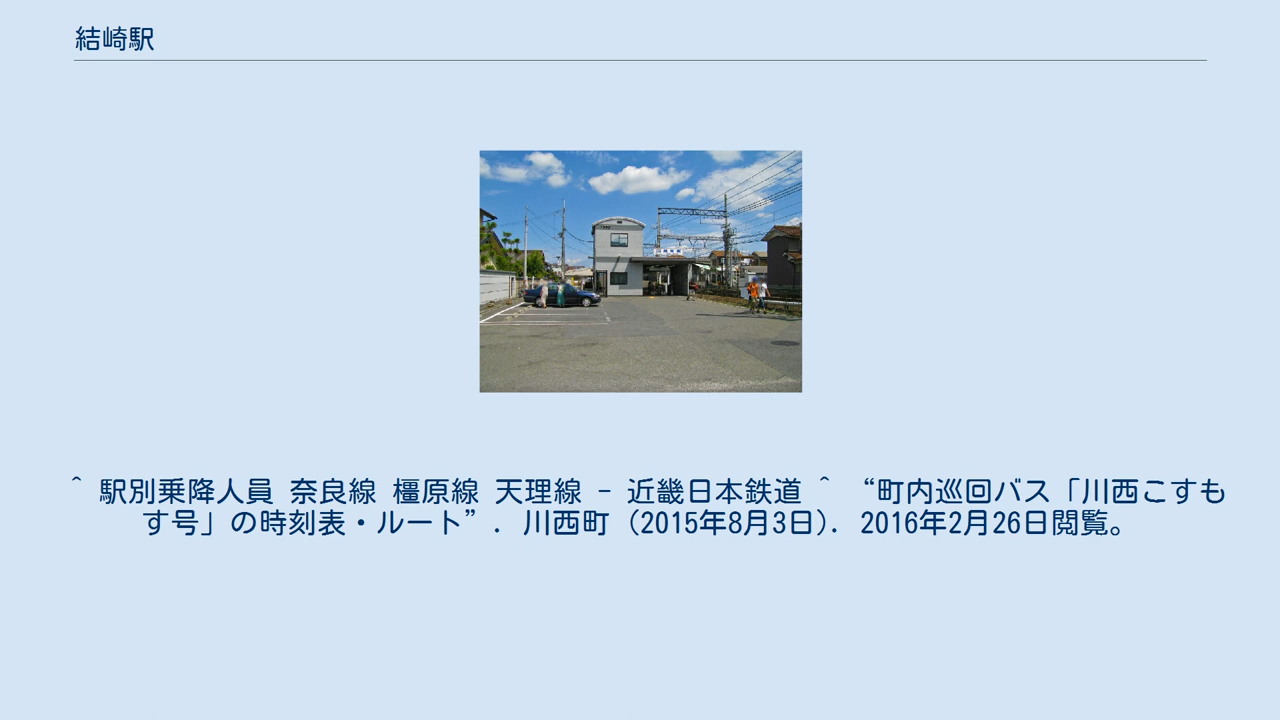 結崎駅
^ 駅別乗降人員 奈良線 橿原線 天理線 - 近畿日本鉄道 ^ “町内巡回バス「川西こすも
す号」の時刻表・ルート”. 川西町 (2015年8月3日). 2016年2月26日閲覧。